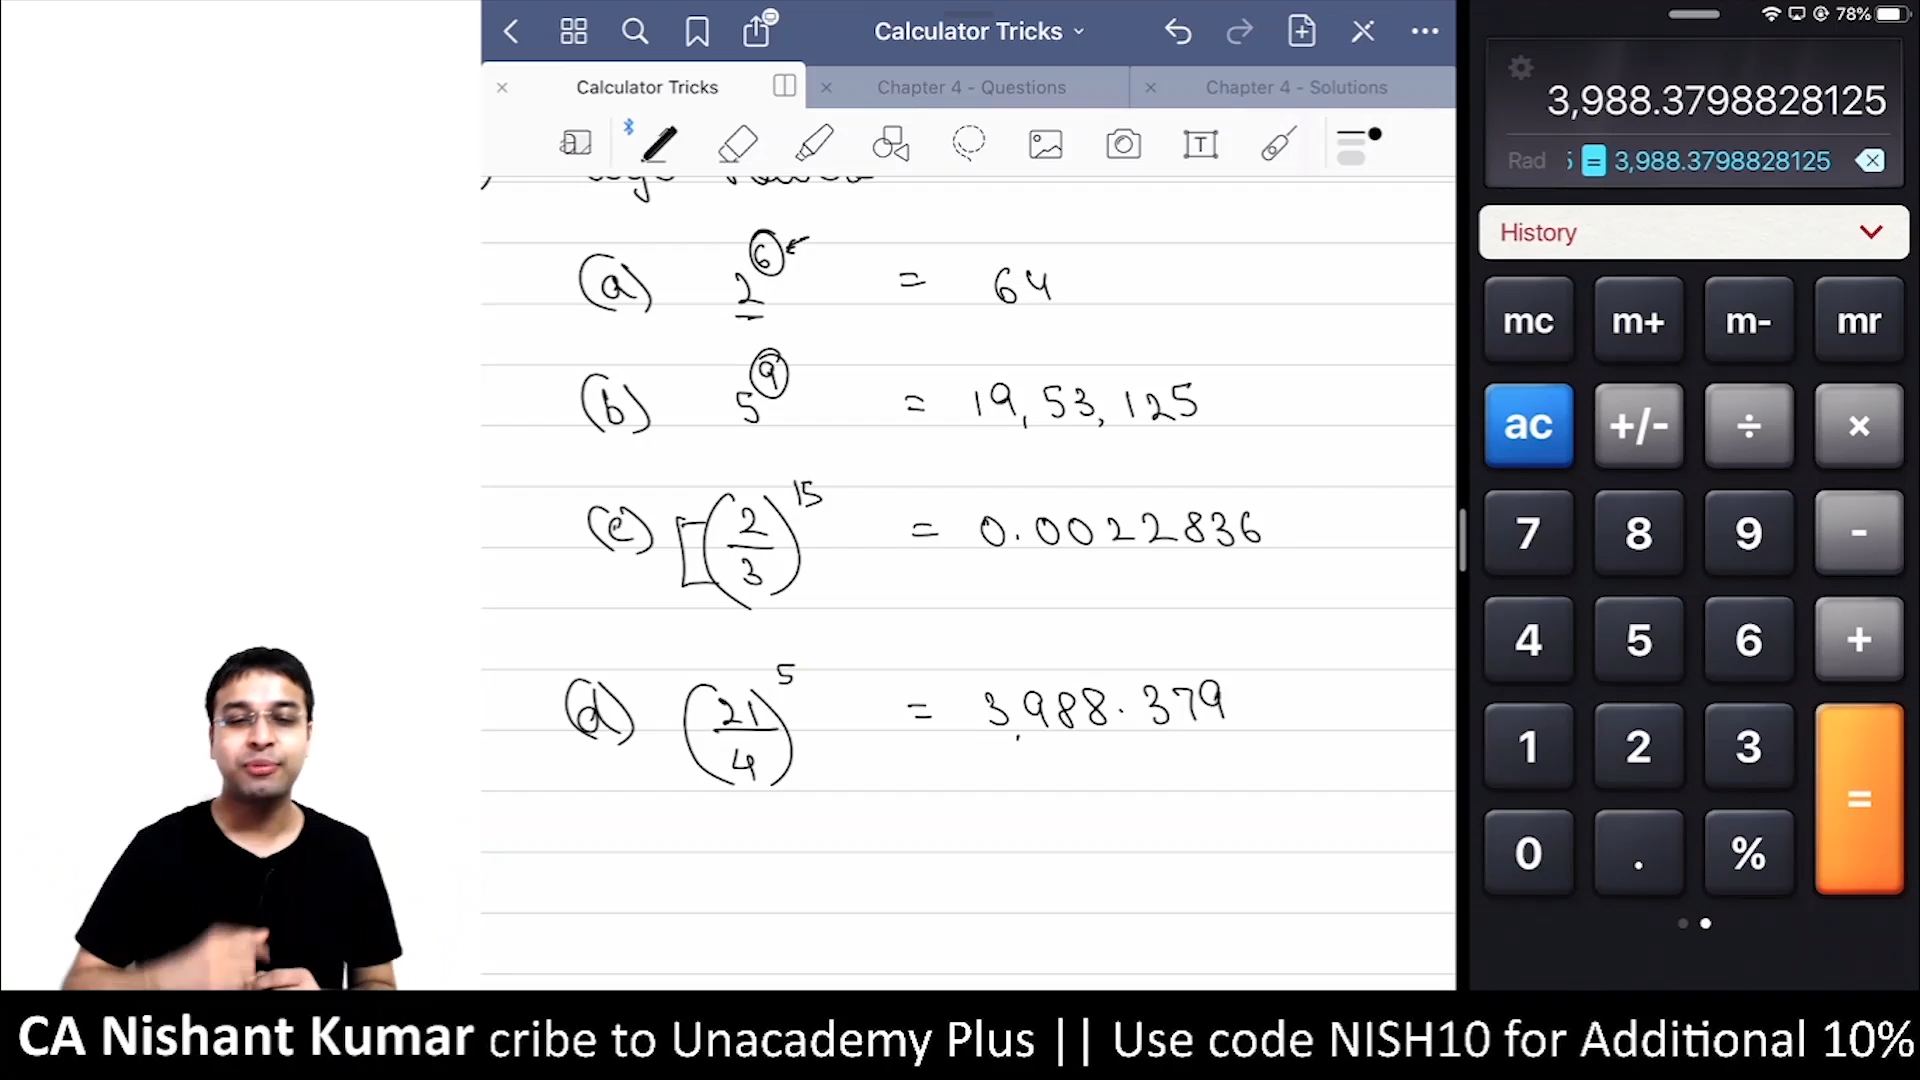 Calculator Tricks
78%
Calculator Tricks
Chapter 4 - Questions
Chapter 4 - Solutions
T
3,988.3798828125
Rad 5 = 3,988.3798828125
History
(a) 2^6 = 64
(b) 5^9 = 19,53,125
(c) (2/3)^15 = 0.0022836
(d) (21/4)^5 = 3,988.379
mc m+ m- mr
ac +/- ÷ ×
7 8 9 -
4 5 6 +
1 2 3
0 . % =
CA Nishant Kumar cribe to Unacademy Plus || Use code NISH10 for Additional 10%